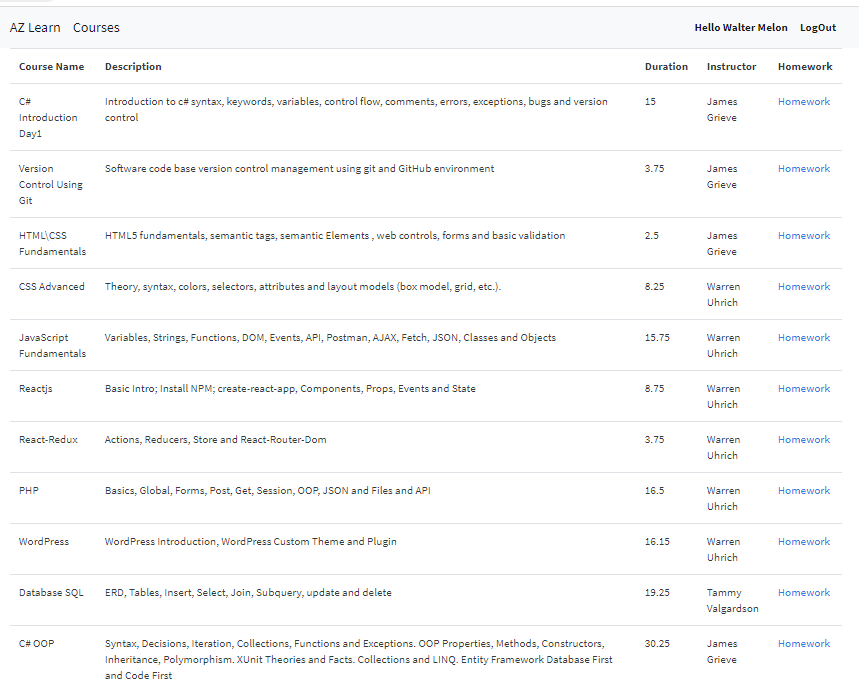 AZ Learn Courses Hello Walter Melon LogOut
Course Name Description Duration Instructor Homework
C# Introduction to c# syntax, keywords, variables, control flow, comments, errors, exceptions, bugs and version 15 James Homework
Introduction control Grieve
Day1
Version Software code base version control management using git and GitHub environment 3.75 James Homework
Control Using Grieve
Git
HTML\CSS HTML5 fundamentals, semantic tags, semantic Elements , web controls, forms and basic validation 2.5 James Homework
Fundamentals Grieve
CSS Advanced Theory, syntax, colors, selectors, attributes and layout models (box model, grid, etc.). 8.25 Warren Homework
Uhrich
JavaScript Variables, Strings, Functions, DOM, Events, API, Postman, AJAX, Fetch, JSON, Classes and Objects 15.75 Warren Homework
Fundamentals Uhrich
Reactjs Basic Intro; Install NPM; create-react-app, Components, Props, Events and State 8.75 Warren Homework
Uhrich
React-Redux Actions, Reducers, Store and React-Router-Dom 3.75 Warren Homework
Uhrich
PHP Basics, Global, Forms, Post, Get, Session, OOP, JSON and Files and API 16.5 Warren Homework
Uhrich
WordPress WordPress Introduction, WordPress Custom Theme and Plugin 16.15 Warren Homework
Uhrich
Database SQL ERD, Tables, Insert, Select, Join, Subquery, update and delete 19.25 Tammy Homework
Valgardson
C# OOP Syntax, Decisions, Iteration, Collections, Functions and Exceptions. OOP Properties, Methods, Constructors, 30.25 James Homework
Inheritance, Polymorphism. XUnit Theories and Facts. Collections and LINQ. Entity Framework Database First Grieve
and Code First